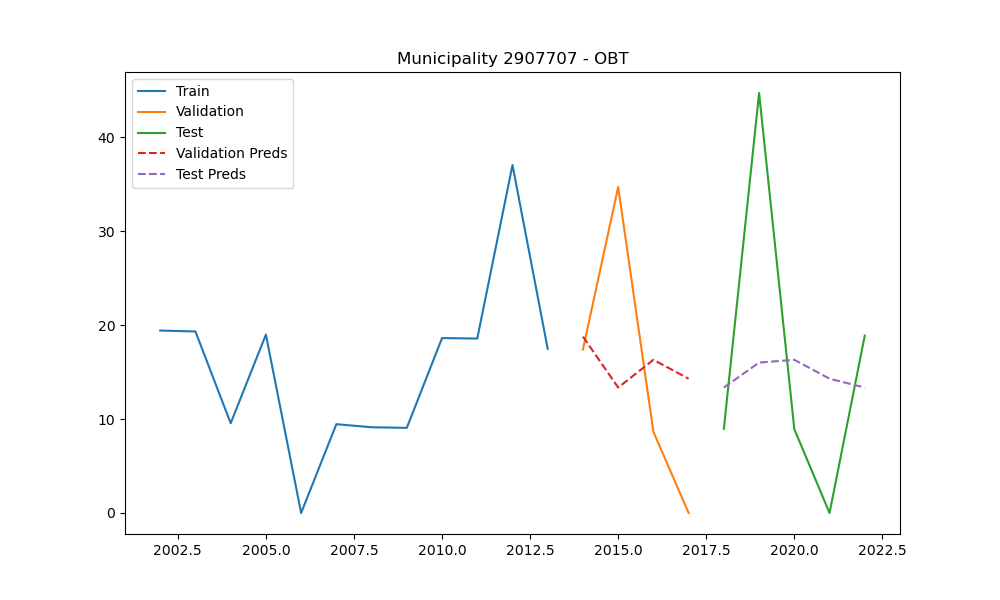 Municipality 2907707 - OBT
Train
Validation
Test
Validation Preds
Test Preds
40
30
20
10
0
2002.5 2005.0 2007.5 2010.0 2012.5 2015.0 2017.5 2020.0 2022.5